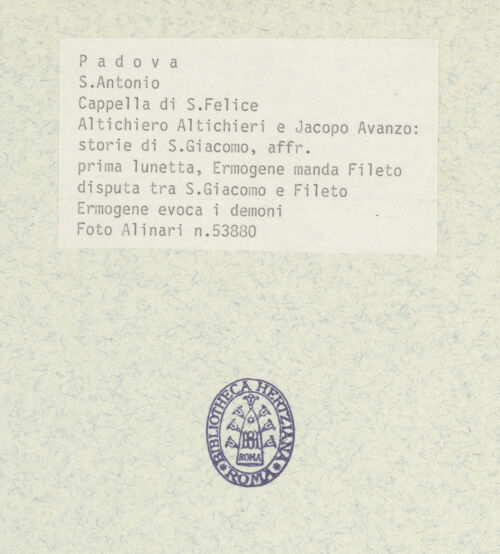 P a d o v a
S.Antonio
Cappella di S.Felice
Altichiero Altichieri e Jacopo Avanzo:
storie di S.Giacomo, affr.
prima lunetta, Ermogene manda Fileto
disputa tra S.Giacomo e Fileto
Ermogene evoca i demoni
Foto Alinari n.53880
BIBLIOTHECA HERTZIANA
ROMA
ROMA